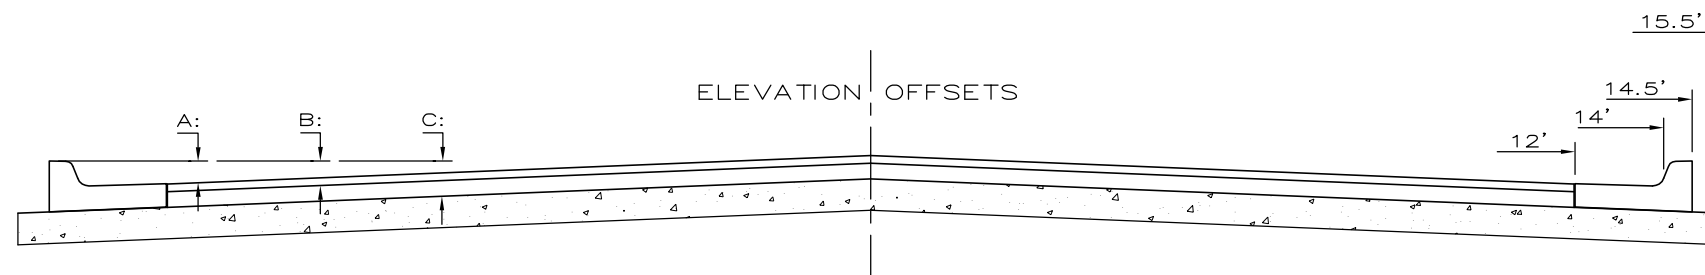 15.5'
ELEVATION OFFSETS
14.5'
A:
B:
C:
14'
12'